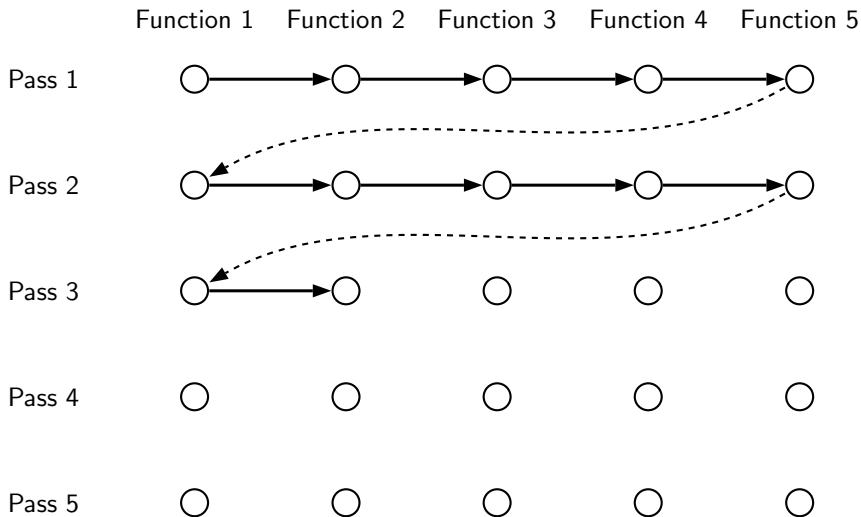 Function 1 Function 2 Function 3 Function 4 Function 5
Pass 1
Pass 2
Pass 3
Pass 4
Pass 5